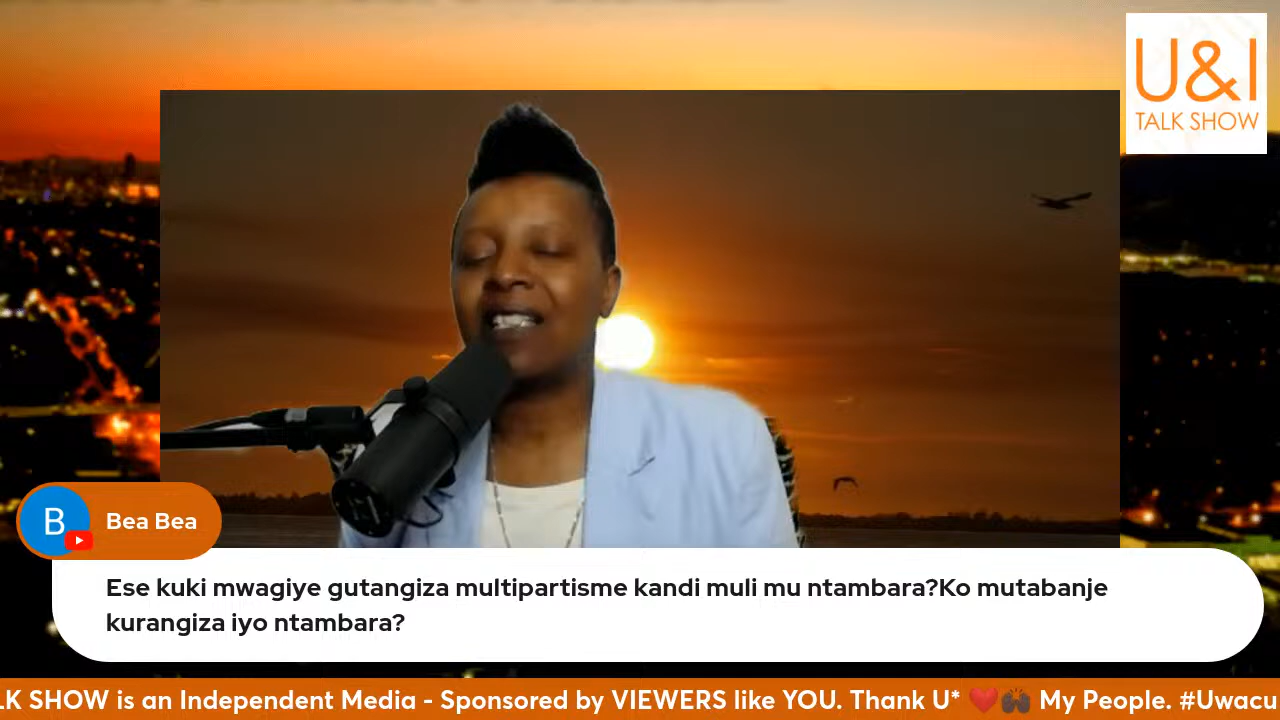 U&I
TALK SHOW
B
Bea Bea
Ese kuki mwagiye gutangiza multipartisme kandi muli mu ntambara?Ko mutabanje
kurangiza iyo ntambara?
LK SHOW is an Independent Media - Sponsored by VIEWERS like YOU. Thank U* ❤️🙌🏿 My People. #Uwacu